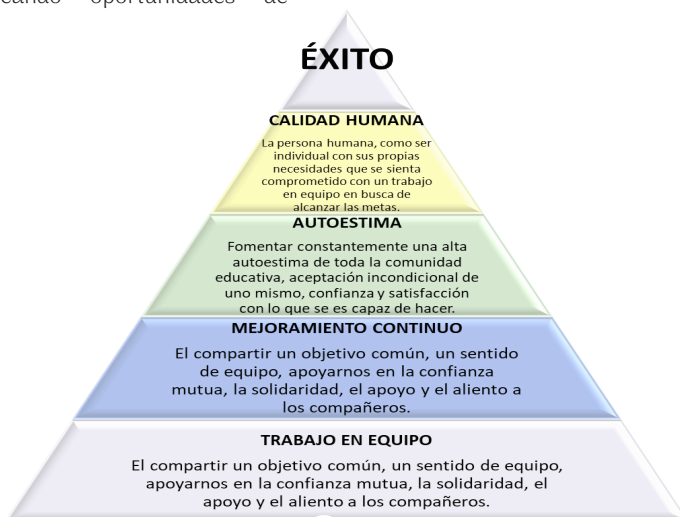 oportunidades de
ÉXITO
CALIDAD HUMANA
La persona humana, como ser
individual con sus propias
necesidades que se sienta
comprometido con un trabajo
en equipo en busca de
alcanzar las metas.
AUTOESTIMA
Fomentar constantemente una alta
autoestima de toda la comunidad
educativa, aceptación incondicional de
uno mismo, confianza y satisfacción
con lo que se es capaz de hacer.
MEJORAMIENTO CONTINUO
El compartir un objetivo común, un sentido
de equipo, apoyarnos en la confianza
mutua, la solidaridad, el apoyo y el aliento a
los compañeros.
TRABAJO EN EQUIPO
El compartir un objetivo común, un sentido de equipo,
apoyarnos en la confianza mutua, la solidaridad, el
apoyo y el aliento a los compañeros.